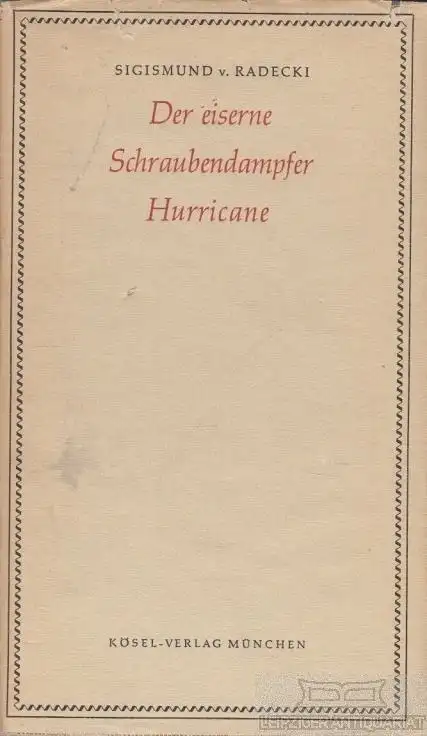 SIGISMUND v. RADECKI
Der eiserne
Schraubendampfer
Hurricane
KÖSEL-VERLAG MÜNCHEN
LEIPZIGER ANTIQUARIAT